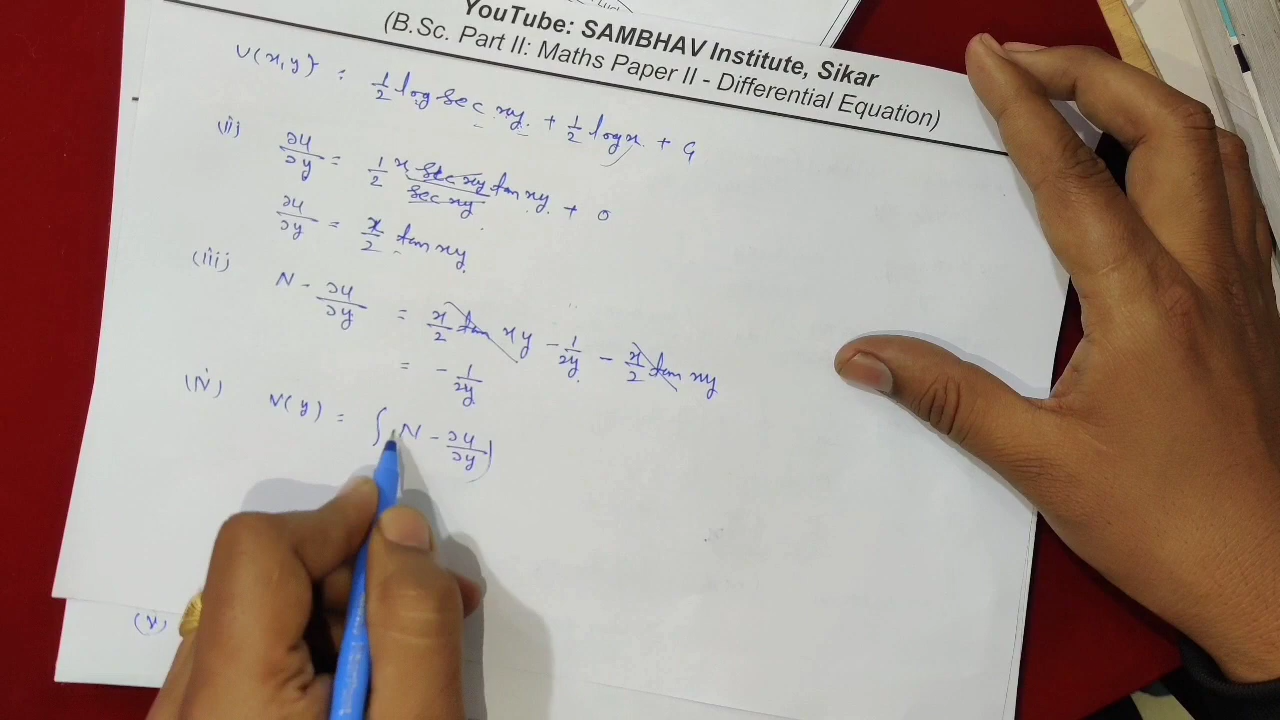 YouTube: SAMBHAV Institute, Sikar
(B.Sc. Part II: Maths Paper II - Differential Equation)
U(x,y) = 1/2 log sec xy + 1/2 log x + C₁
(ii) ∂u/∂y = 1/2 x sec xy tan xy / sec xy + 0
∂u/∂y = x/2 tan xy
(iii) N - ∂u/∂y = x/2 tan xy - 1/2y - x/2 tan xy
= - 1/2y
(iv) V(y) = ∫(N - ∂u/∂y)
(v)